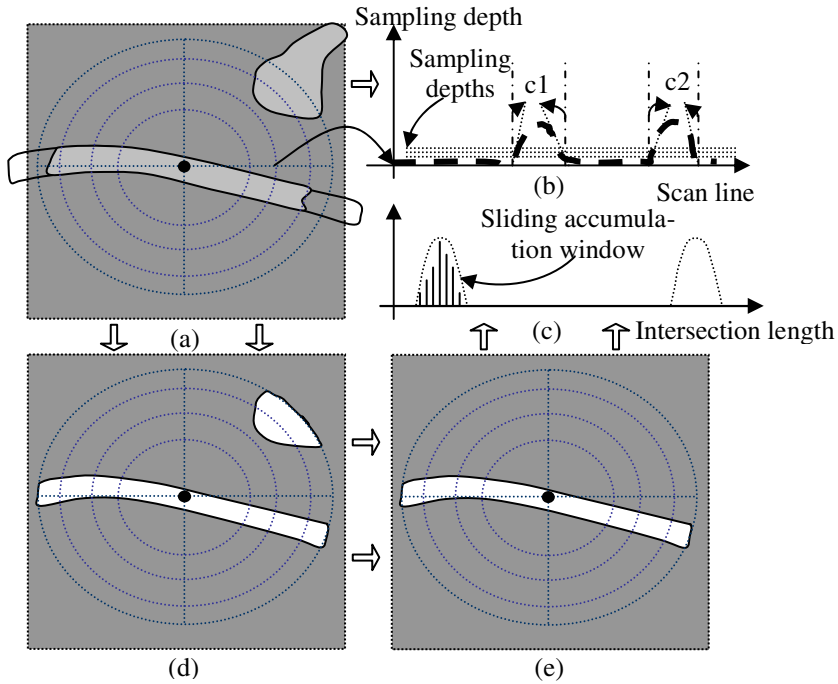 Sampling depth
Sampling
depths
c1
c2
(b)
Scan line
Sliding accumula-
tion window
(a)
(c)
Intersection length
(d)
(e)